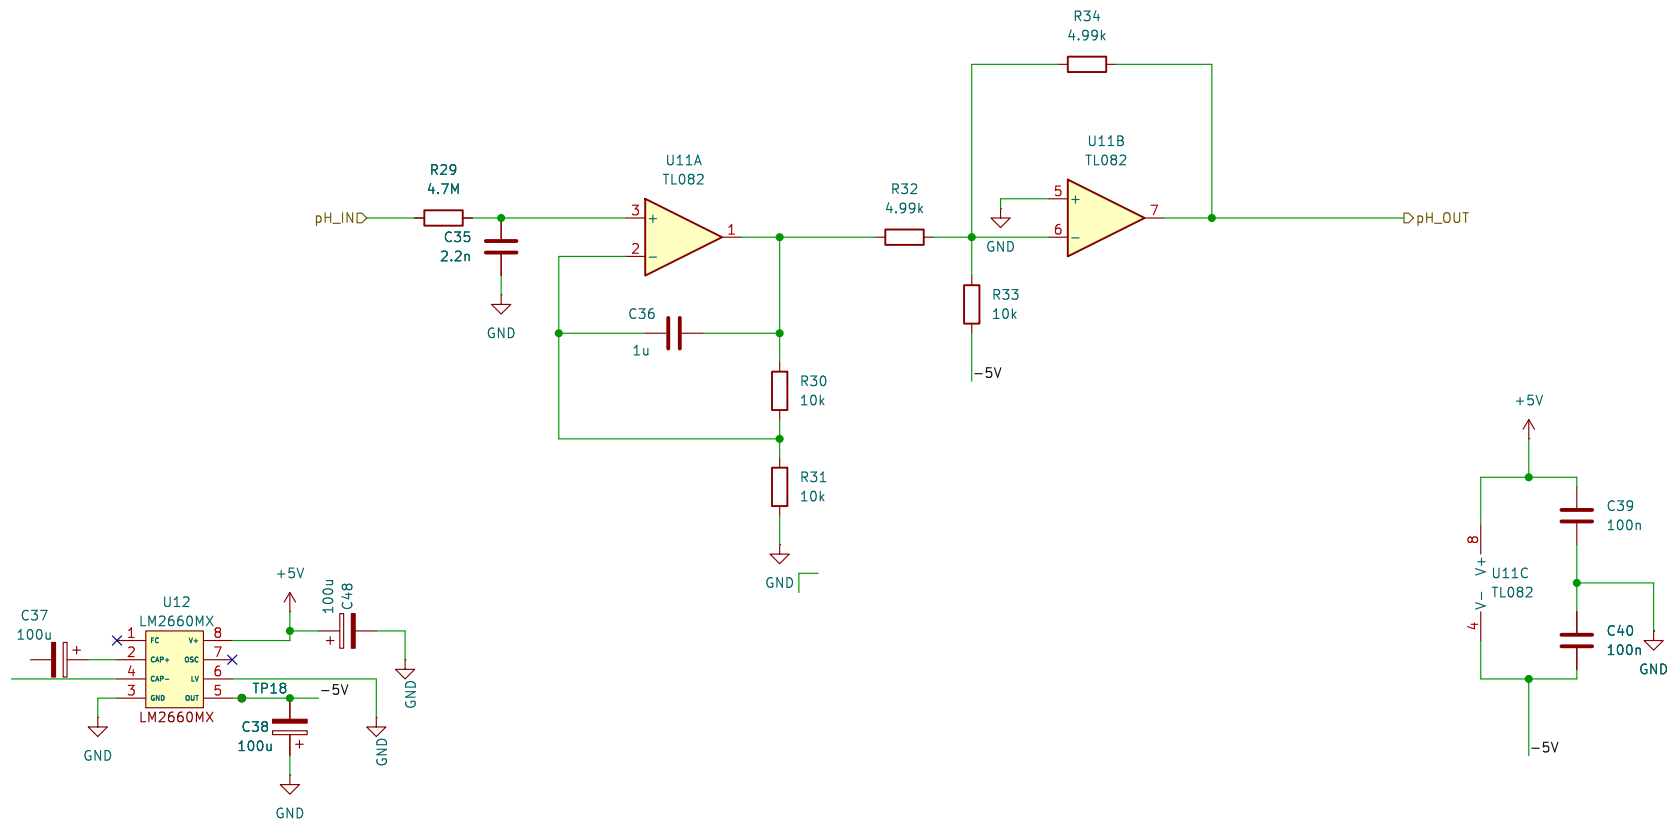 R34
4.99k
U11B
TL082
5
+
6
−
7
GND
pH_OUT
U11A
TL082
3
+
2
−
1
R29
4.7M
pH_IN
C35
2.2n
GND
R32
4.99k
R33
10k
-5V
C36
1u
R30
10k
R31
10k
GND
+5V
C39
100n
8
V+
U11C
TL082
V-
4
C40
100n
GND
-5V
+5V
100u
C48
+
GND
C37
100u
+
U12
LM2660MX
1
FC
V+
8
2
CAP+
OSC
7
4
CAP-
LV
6
3
GND
OUT
5
LM2660MX
GND
TP18
-5V
C38
100u
+
GND
GND